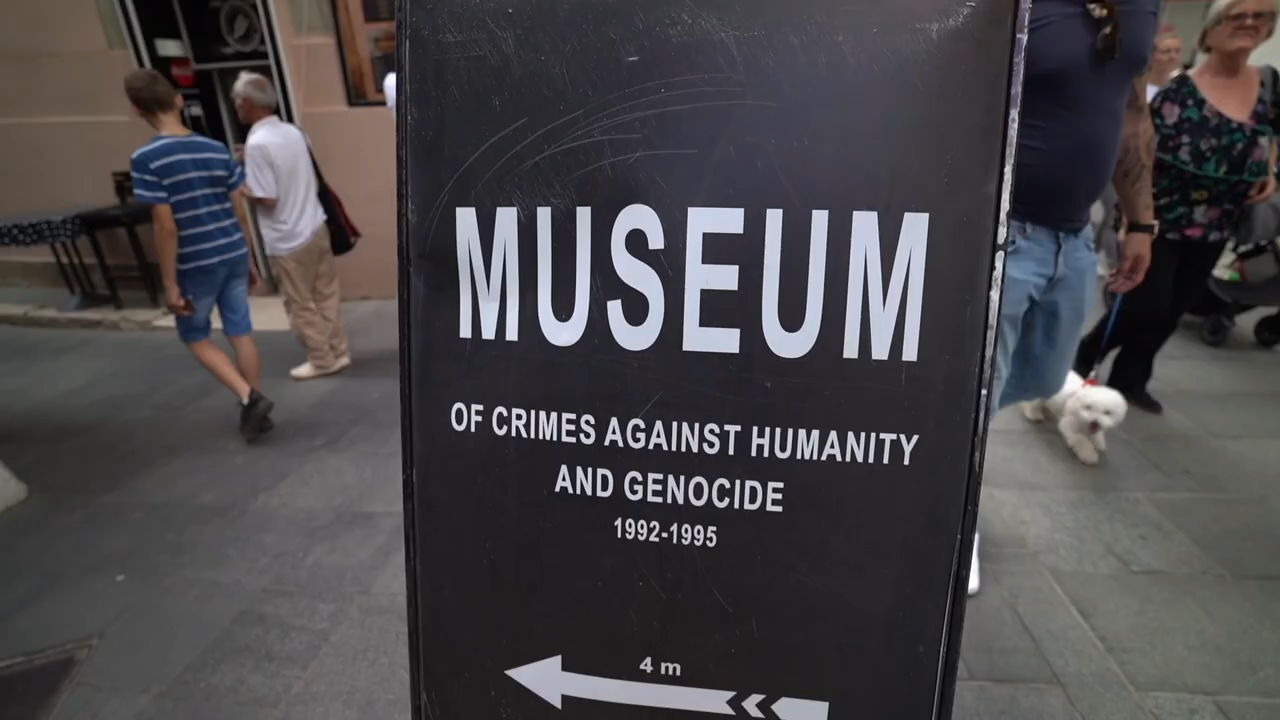 MUSEUM
OF CRIMES AGAINST HUMANITY
AND GENOCIDE
1992-1995
4 m